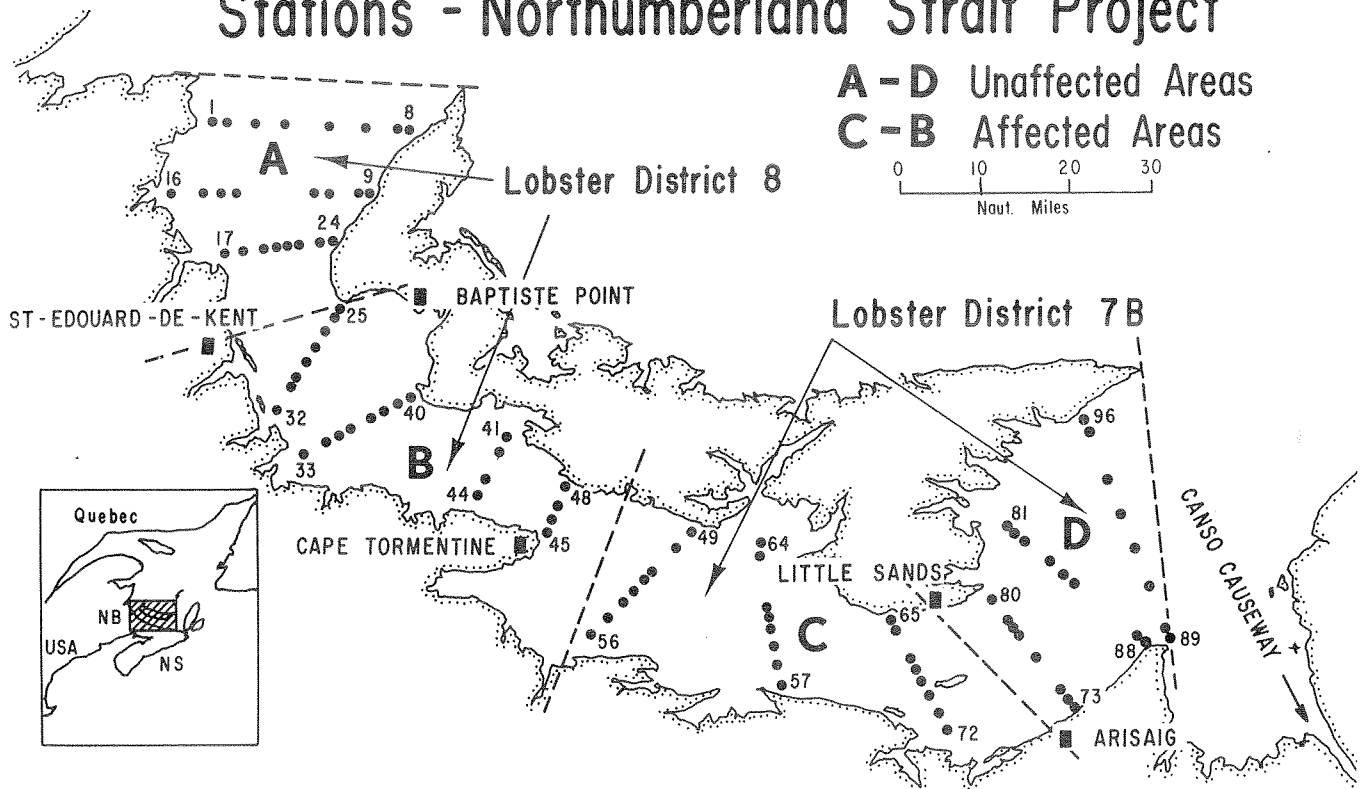 Stations - Northumberland Strait Project
A-D Unaffected Areas
C-B Affected Areas
0 10 20 30
Naut. Miles
1
8
A
Lobster District 8
16
9
17
24
ST-EDOUARD-DE-KENT
25
BAPTISTE POINT
Lobster District 7B
32
40
33
B
41
44
48
CAPE TORMENTINE
45
49
56
64
LITTLE SANDS
65
C
57
72
96
81
D
80
88
89
73
ARISAIG
CANSO CAUSEWAY
Quebec
NB
USA
NS